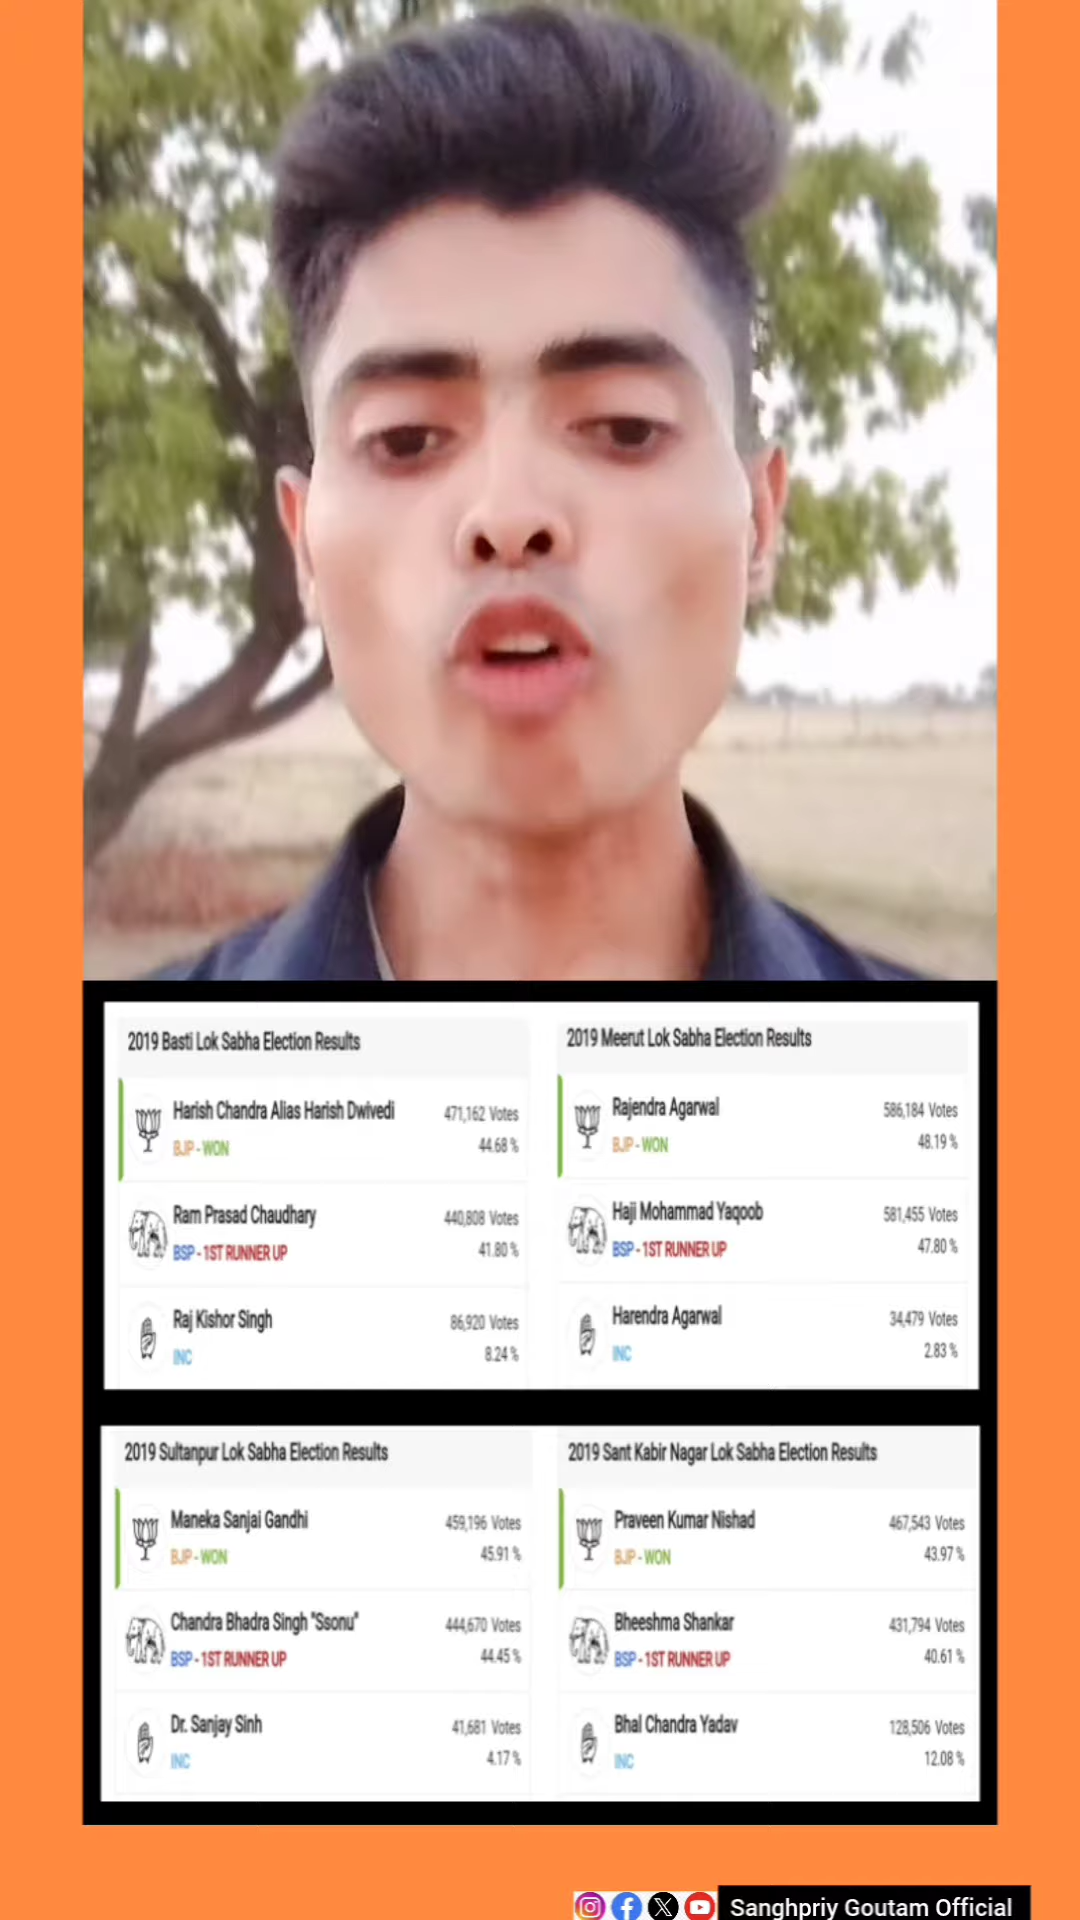 2019 Basti Lok Sabha Election Results
Harish Chandra Alias Harish Dwivedi
471,162 Votes
BJP - WON
44.68 %
Ram Prasad Chaudhary
440,808 Votes
BSP - 1ST RUNNER UP
41.80 %
Raj Kishor Singh
86,920 Votes
INC
8.24 %
2019 Meerut Lok Sabha Election Results
Rajendra Agarwal
586,184 Votes
BJP - WON
48.19 %
Haji Mohammad Yaqoob
581,455 Votes
BSP - 1ST RUNNER UP
47.80 %
Harendra Agarwal
34,479 Votes
INC
2.83 %
2019 Sultanpur Lok Sabha Election Results
Maneka Sanjai Gandhi
459,196 Votes
BJP - WON
45.91 %
Chandra Bhadra Singh "Ssonu"
444,670 Votes
BSP - 1ST RUNNER UP
44.45 %
Dr. Sanjay Sinh
41,681 Votes
INC
4.17 %
2019 Sant Kabir Nagar Lok Sabha Election Results
Praveen Kumar Nishad
467,543 Votes
BJP - WON
43.97 %
Bheeshma Shankar
431,794 Votes
BSP - 1ST RUNNER UP
40.61 %
Bhal Chandra Yadav
128,506 Votes
INC
12.08 %
Sanghpriy Goutam Official